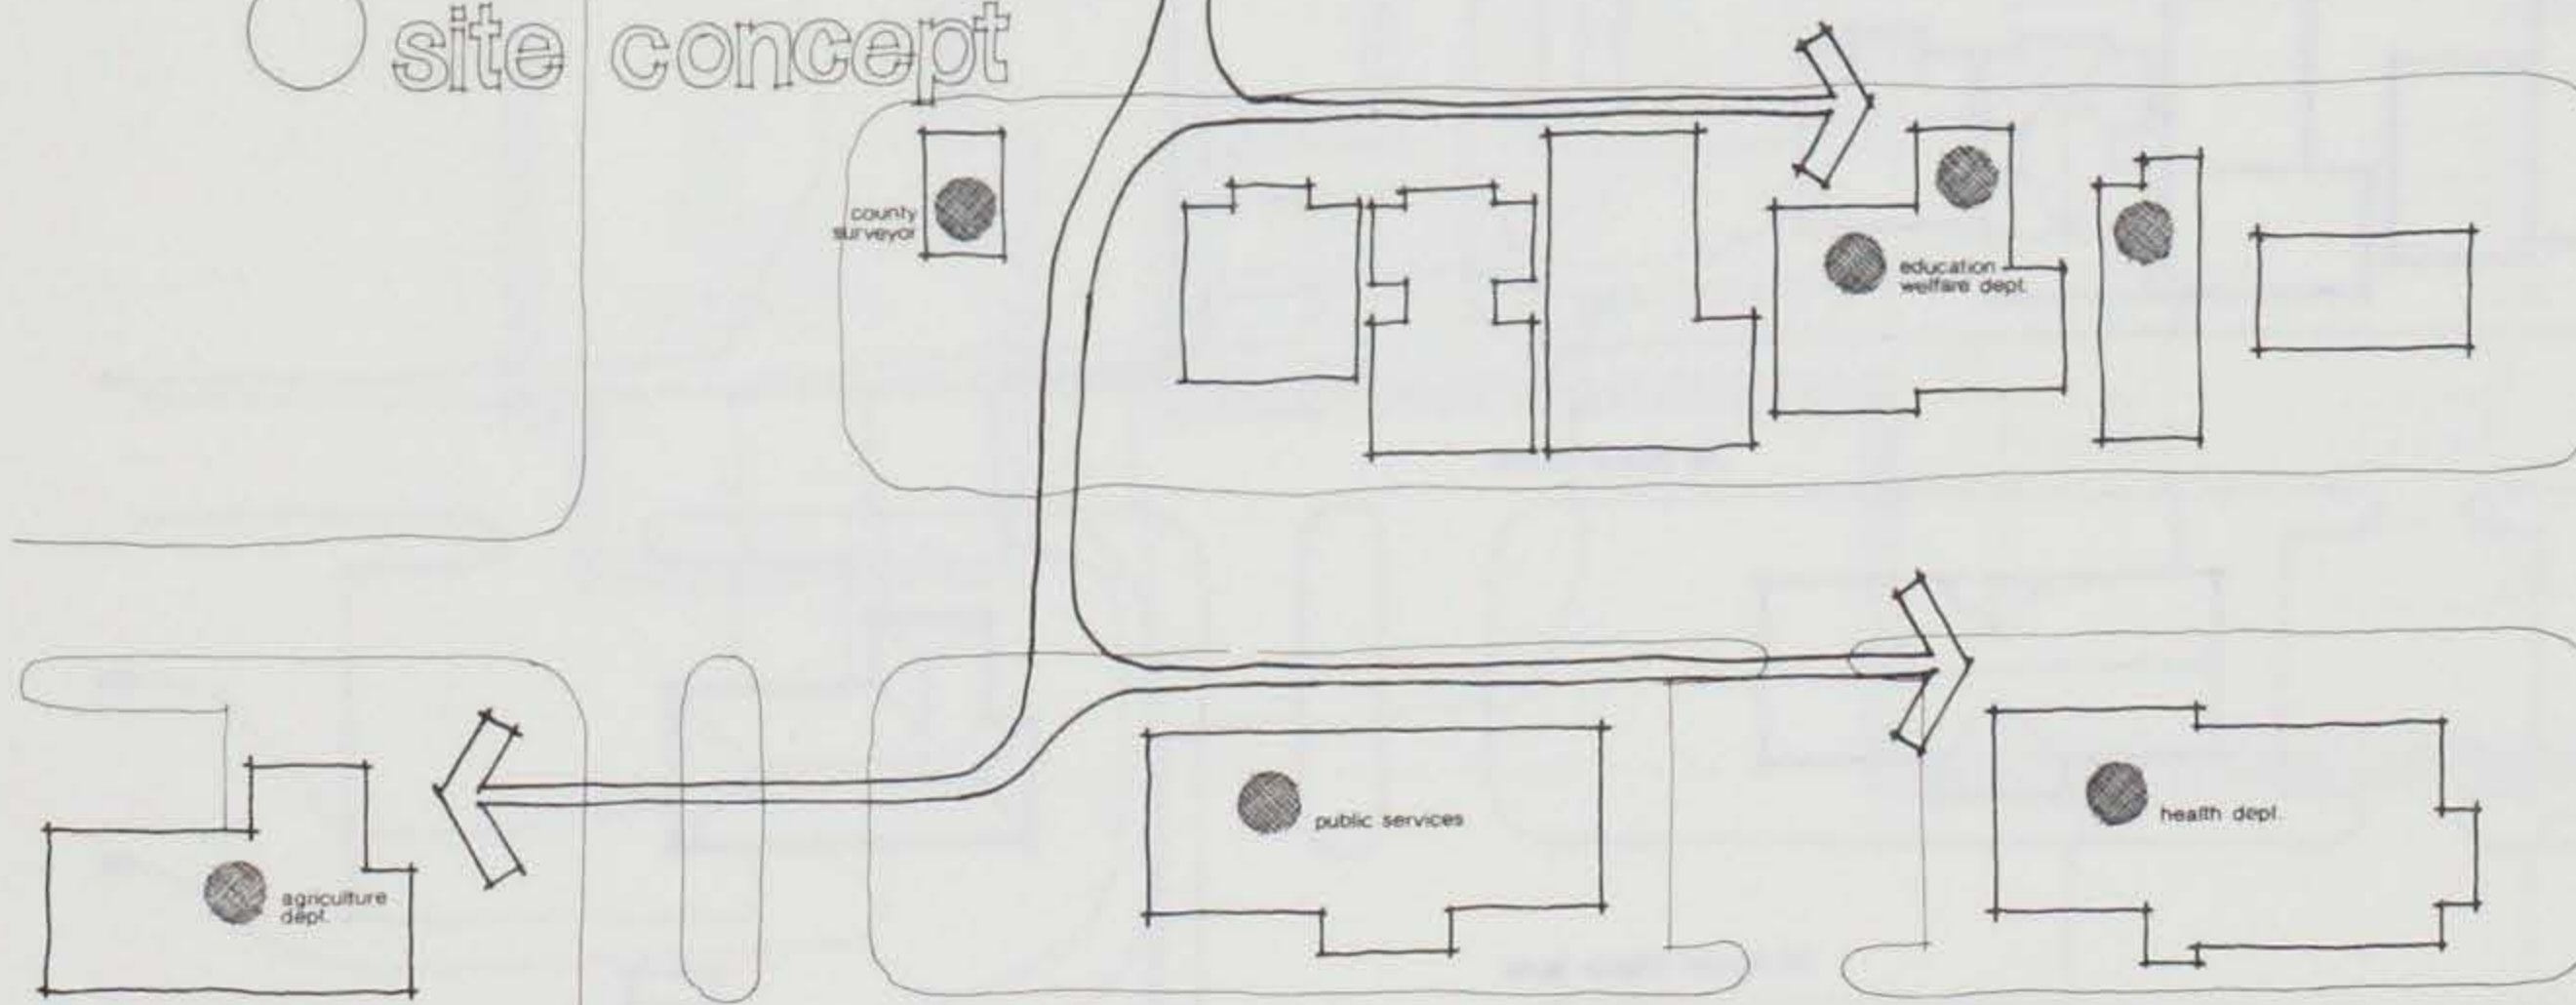 site concept
county
surveyor
education
welfare dept.
public services
health dept.
agriculture
dept.